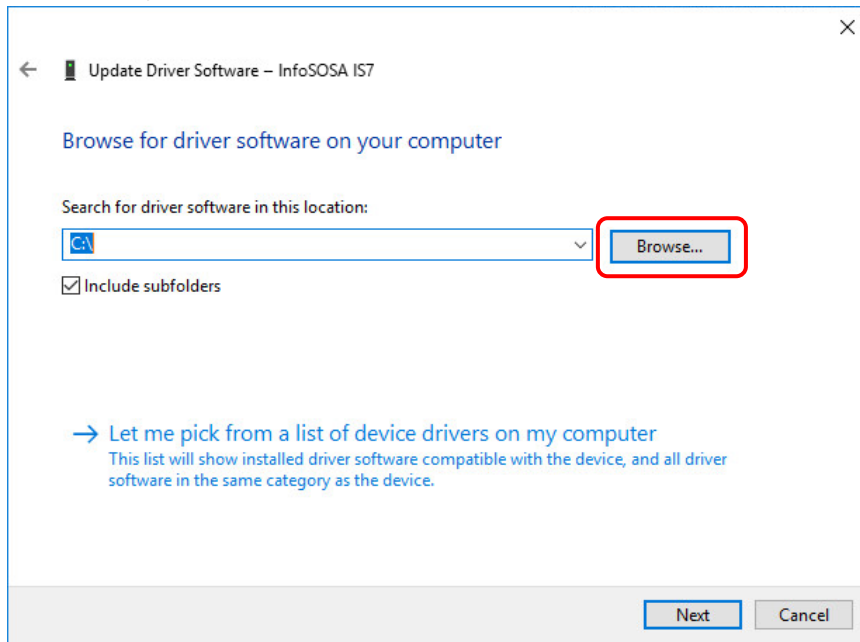 Update Driver Software – InfoSOSA IS7
Browse for driver software on your computer
Search for driver software in this location:
C:\
Browse...
Include subfolders
Let me pick from a list of device drivers on my computer
This list will show installed driver software compatible with the device, and all driver
software in the same category as the device.
Next
Cancel